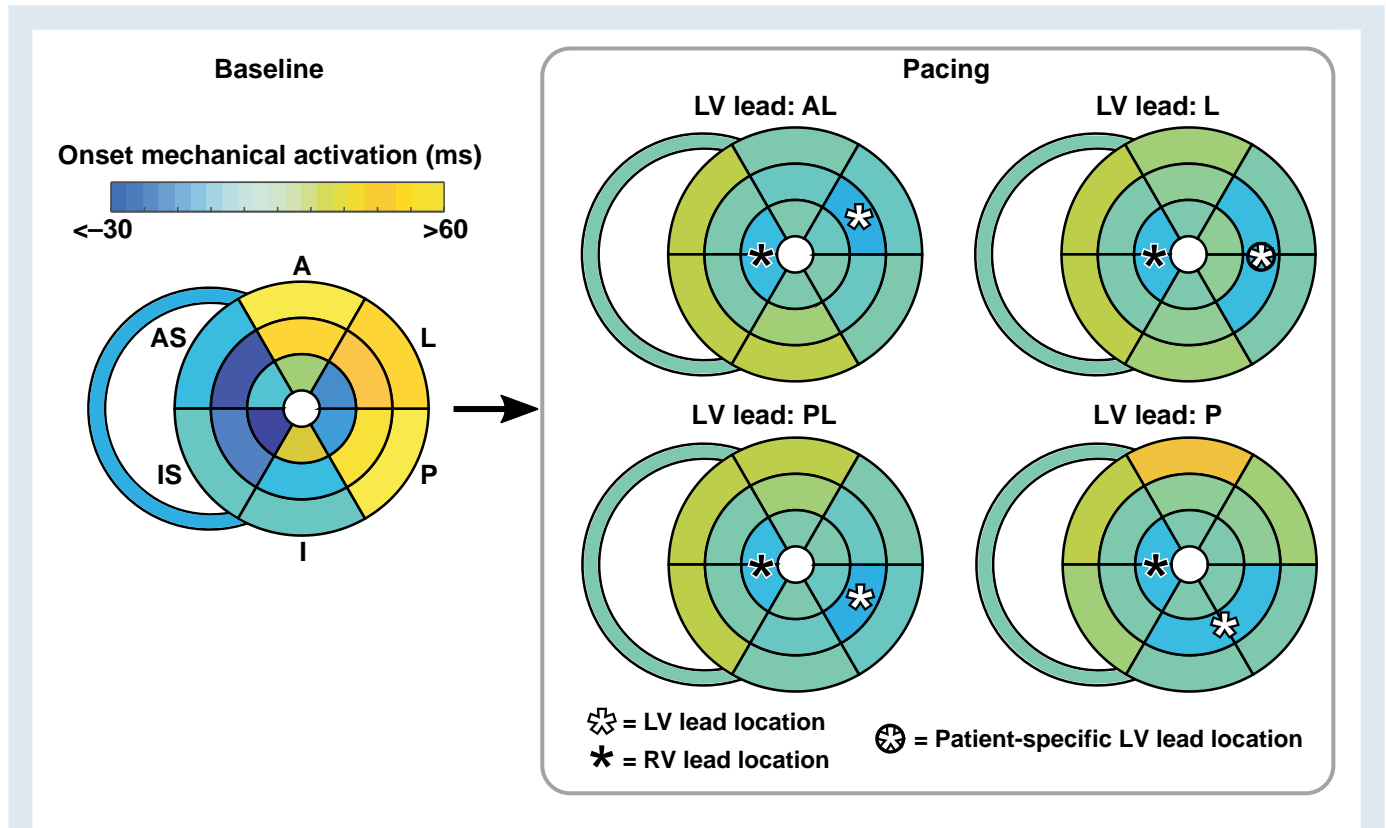 Baseline
Onset mechanical activation (ms)
<–30
>60
A
AS
L
IS
P
I
Pacing
LV lead: AL
LV lead: L
LV lead: PL
LV lead: P
= LV lead location
= RV lead location
= Patient-specific LV lead location